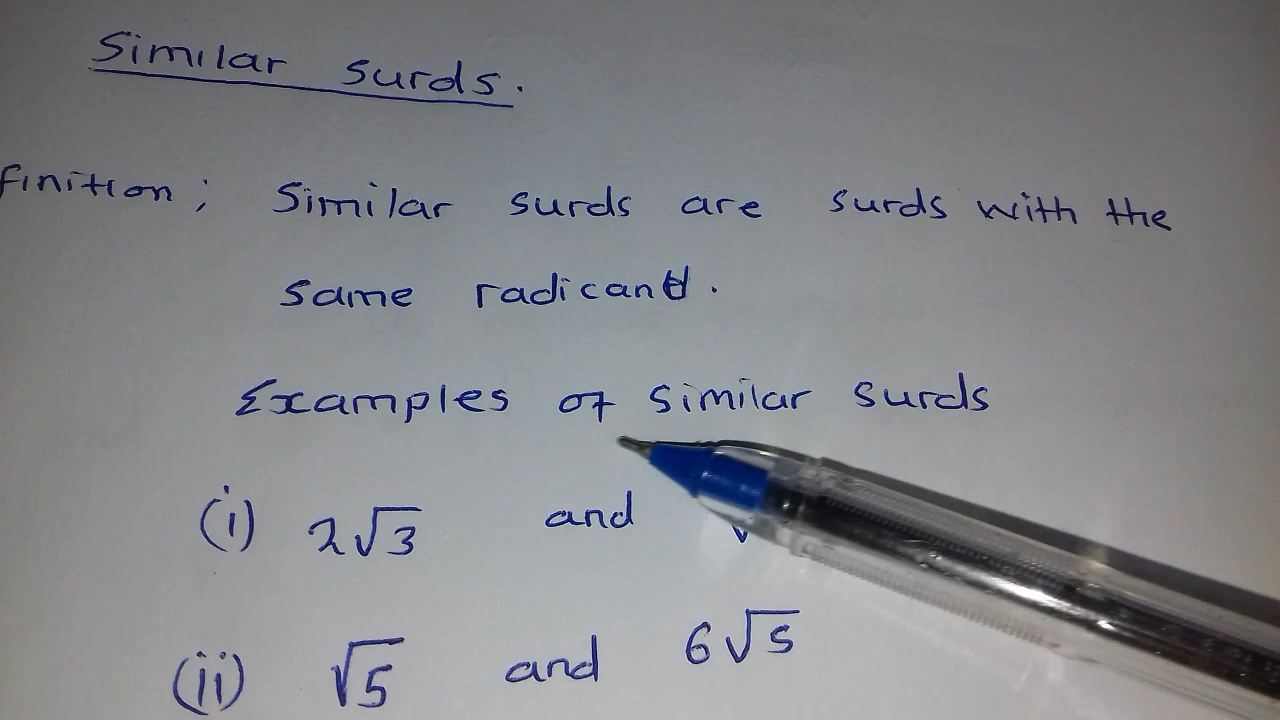 Similar surds.
finition; Similar surds are surds with the
same radicand.
Examples of similar surds
(i) 2√3 and √
(ii) √5 and 6√5